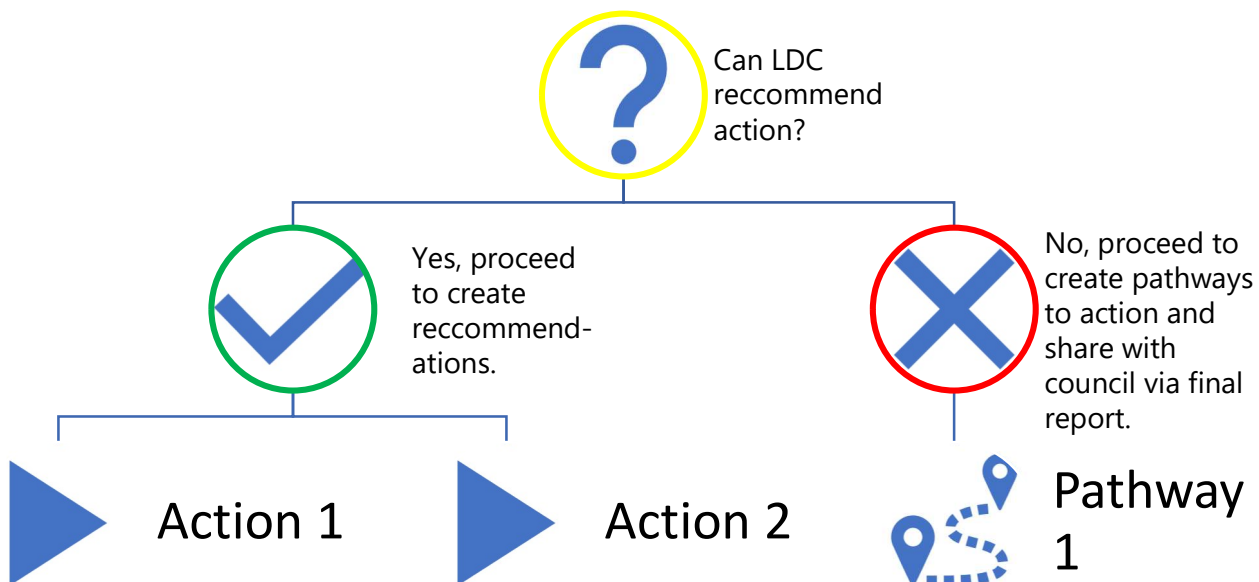 Can LDC
reccommend
action?
Yes, proceed
to create
reccommend-
ations.
No, proceed to
create pathways
to action and
share with
council via final
report.
Action 1
Action 2
Pathway
1